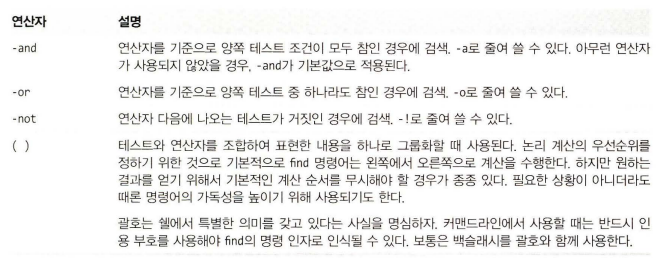 연산자 설명
-and 연산자를 기준으로 양쪽 테스트 조건이 모두 참인 경우에 검색. -a로 줄여 쓸 수 있다. 아무런 연산자
가 사용되지 않았을 경우, -and가 기본값으로 적용된다.
-or 연산자를 기준으로 양쪽 테스트 중 하나라도 참인 경우에 검색. -o로 줄여 쓸 수 있다.
-not 연산자 다음에 나오는 테스트가 거짓인 경우에 검색. -!로 줄여 쓸 수 있다.
( ) 테스트와 연산자를 조합하여 표현한 내용을 하나로 그룹화할 때 사용된다. 논리 계산의 우선순위를
정하기 위한 것으로 기본적으로 find 명령어는 왼쪽에서 오른쪽으로 계산을 수행한다. 하지만 원하는
결과를 얻기 위해서 기본적인 계산 순서를 무시해야 할 경우가 종종 있다. 필요한 상황이 아니더라도
때론 명령어의 가독성을 높이기 위해 사용되기도 한다.
괄호는 쉘에서 특별한 의미를 갖고 있다는 사실을 명심하자. 커맨드라인에서 사용할 때는 반드시 인
용 부호를 사용해야 find의 명령 인자로 인식될 수 있다. 보통은 백슬래시를 괄호와 함께 사용한다.